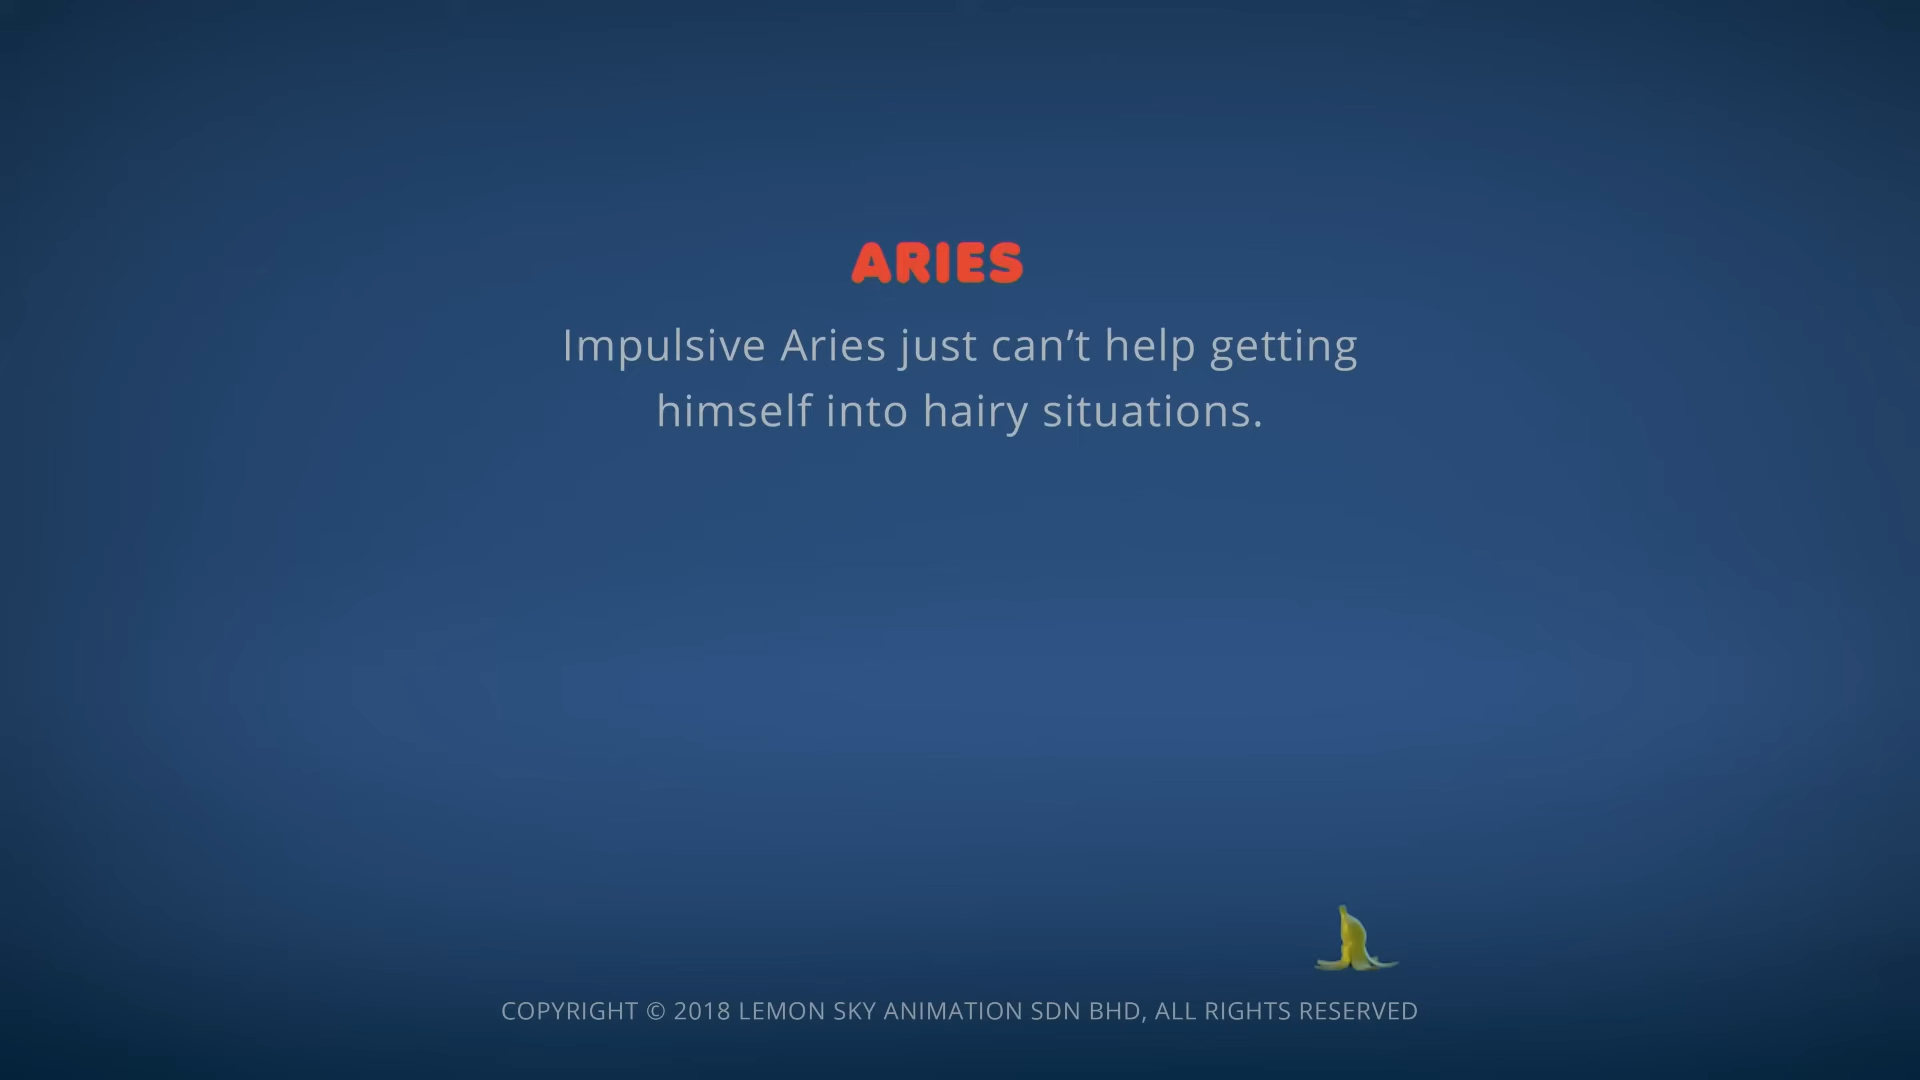 ARIES
Impulsive Aries just can’t help getting
himself into hairy situations.
COPYRIGHT © 2018 LEMON SKY ANIMATION SDN BHD, ALL RIGHTS RESERVED